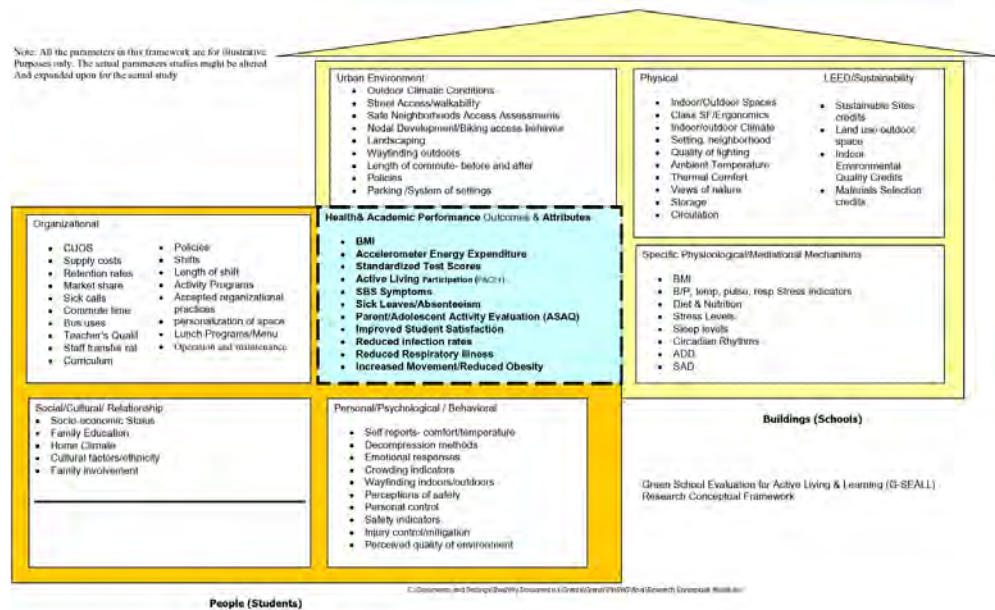 Note: All the parameters in this framework are for illustrative
Purposes only. The actual parameters studies might be altered
And expanded upon for the actual study
Urban Environment
• Outdoor Climatic Conditions
• Street Access/walkability
• Safe Neighborhoods Access Assessments
• Nodal Development/Biking access behaviour
• Landscaping
• Wayfinding outdoors
• Length of commute- before and after
• Policies
• Parking /System of settings
Physical
• Indoor/Outdoor Spaces
• Class SF/Ergonomics
• Indoor/outdoor Climate
• Setting, neighborhood
• Quality of lighting
• Ambient Temperature
• Thermal Comfort
• Views of nature
• Storage
• Circulation
LEED/Sustainability
• Sustainable Sites
credits
• Land use outdoor
space
• Indoor
Environmental
Quality Credits
• Materials Selection
credits
Organizational
• CUOS
• Supply costs
• Retention rates
• Market share
• Sick calls
• Commute time
• Bus uses
• Teacher's Qualif
• Staff transfer rat
• Curriculum
• Policies
• Shifts
• Length of shift
• Activity Programs
• Accepted organizational
practices
• personalization of space
• Lunch Programs/Menu
• Operation and maintenance
Health& Academic Performance Outcomes & Attributes
• BMI
• Accelerometer Energy Expenditure
• Standardized Test Scores
• Active Living Participation
• SBS Symptoms
• Sick Leaves/Absenteeism
• Parent/Adolescent Activity Evaluation (ASAQ)
• Improved Student Satisfaction
• Reduced infection rates
• Reduced Respiratory Illness
• Increased Movement/Reduced Obesity
Specific Physiological/Mediational Mechanisms
• BMI
• B/P, temp, pulse, resp Stress indicators
• Diet & Nutrition
• Stress Levels
• Sleep levels
• Circadian Rhythms
• ADD
• SAD
Buildings (Schools)
Social/Cultural/ Relationship
• Socio-economic Status
• Family Education
• Home Climate
• Cultural factors/ethnicity
• Family involvement
Personal/Psychological / Behavioral
• Self reports- comfort/temperature
• Decompression methods
• Emotional responses
• Crowding indicators
• Wayfinding indoors/outdoors
• Perceptions of safety
• Personal control
• Safety indicators
• Injury control/mitigation
• Perceived quality of environment
Green School Evaluation for Active Living & Learning (G-SEALL)
Research Conceptual Framework
People (Students)